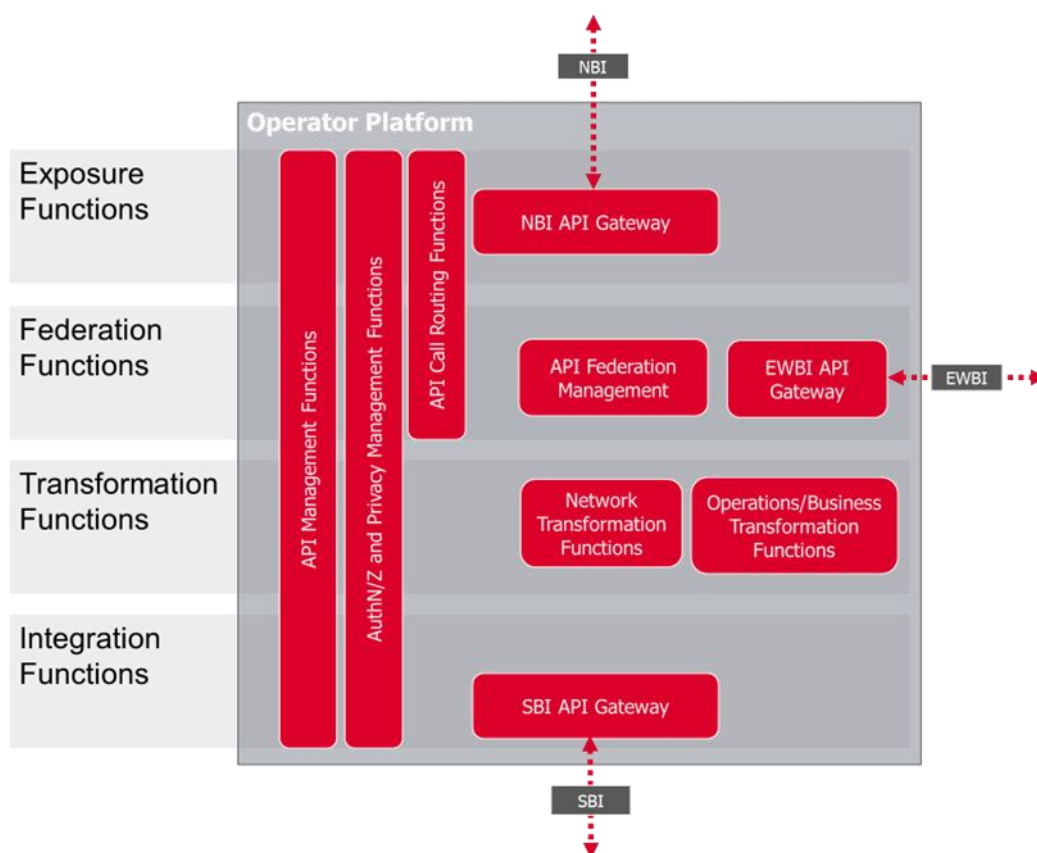 NBI
Operator Platform
Exposure
Functions
API Management Functions
AuthN/Z and Privacy Management Functions
API Call Routing Functions
NBI API Gateway
Federation
Functions
API Federation
Management
EWBI API
Gateway
EWBI
Transformation
Functions
Network
Transformation
Functions
Operations/Business
Transformation
Functions
Integration
Functions
SBI API Gateway
SBI